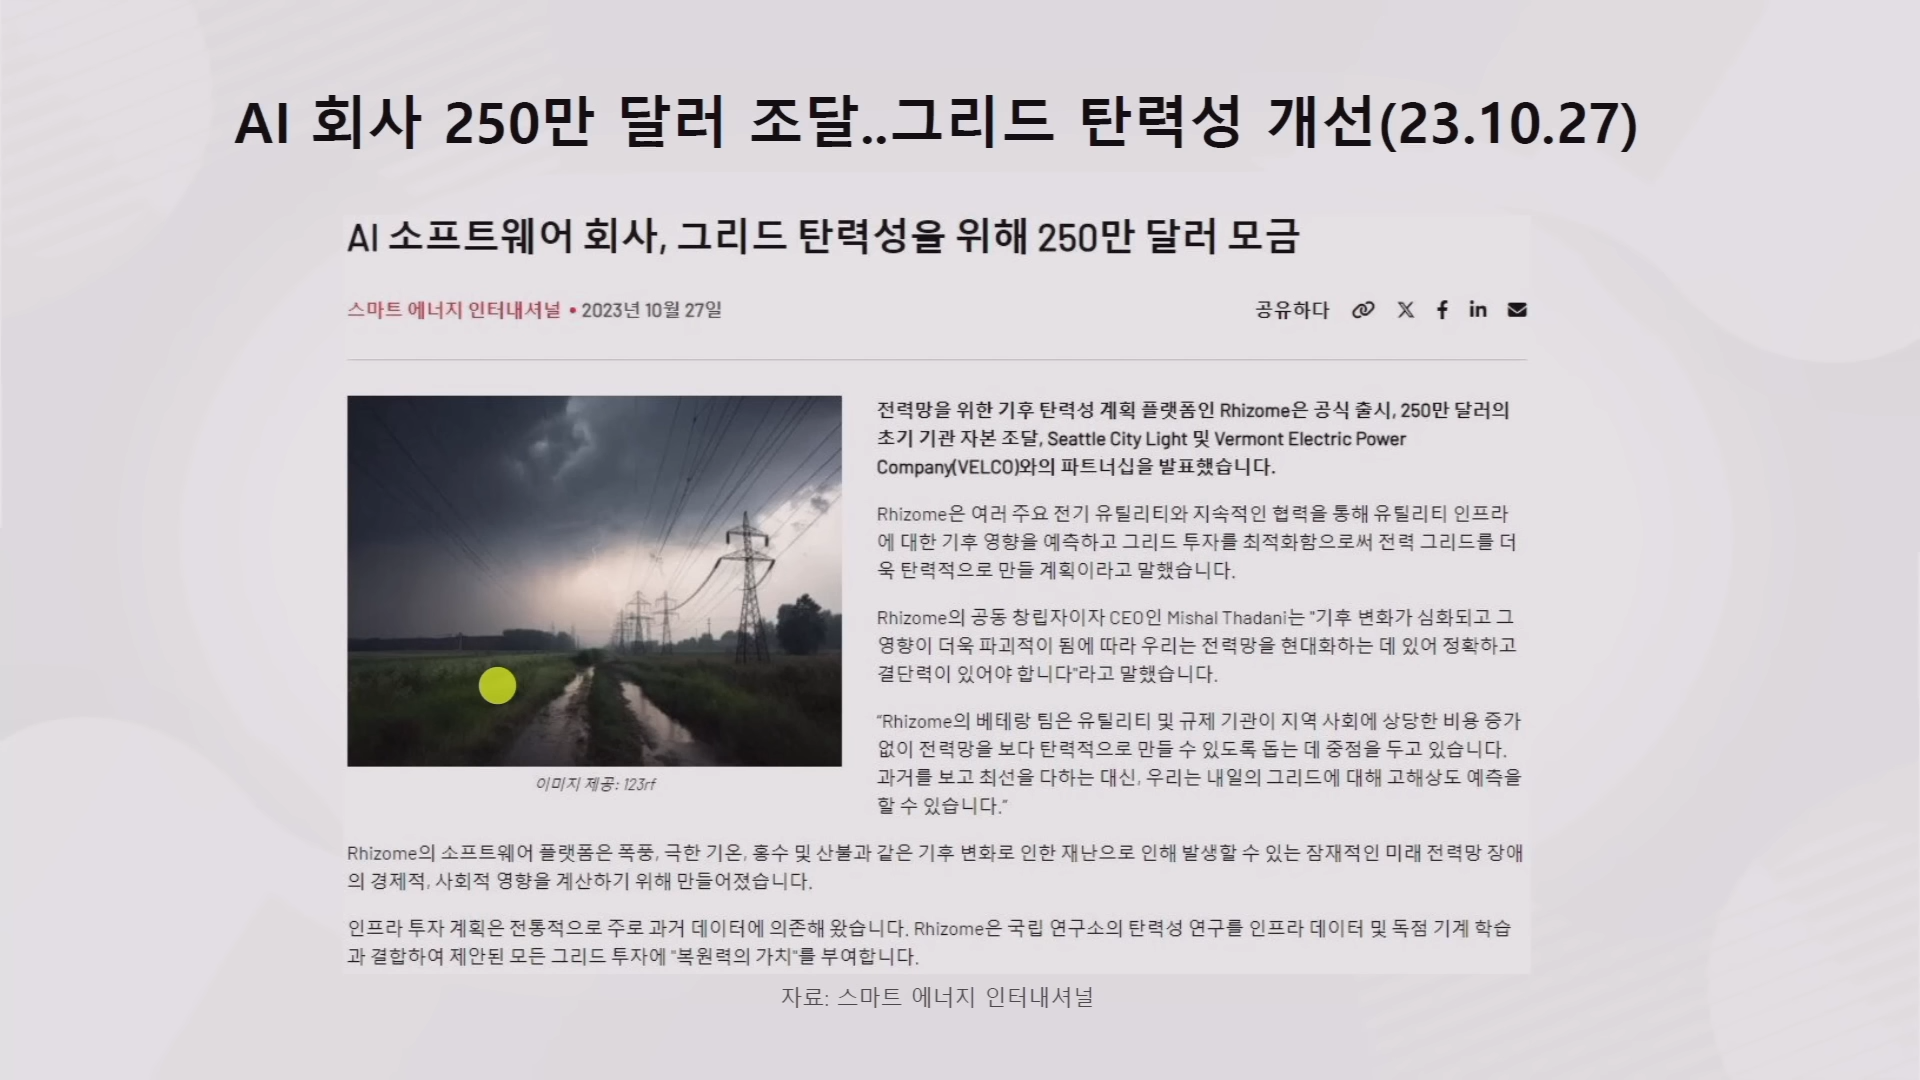 AI 회사 250만 달러 조달..그리드 탄력성 개선(23.10.27)
AI 소프트웨어 회사, 그리드 탄력성을 위해 250만 달러 모금
스마트 에너지 인터내셔널 • 2023년 10월 27일
공유하다
전력망을 위한 기후 탄력성 계획 플랫폼인 Rhizome은 공식 출시, 250만 달러의
초기 기관 자본 조달, Seattle City Light 및 Vermont Electric Power
Company(VELCO)와의 파트너십을 발표했습니다.
Rhizome은 여러 주요 전기 유틸리티와 지속적인 협력을 통해 유틸리티 인프라
에 대한 기후 영향을 예측하고 그리드 투자를 최적화함으로써 전력 그리드를 더
욱 탄력적으로 만들 계획이라고 말했습니다.
Rhizome의 공동 창립자이자 CEO인 Mishal Thadani는 "기후 변화가 심화되고 그
영향이 더욱 파괴적이 됨에 따라 우리는 전력망을 현대화하는 데 있어 정확하고
결단력이 있어야 합니다"라고 말했습니다.
“Rhizome의 베테랑 팀은 유틸리티 및 규제 기관이 지역 사회에 상당한 비용 증가
없이 전력망을 보다 탄력적으로 만들 수 있도록 돕는 데 중점을 두고 있습니다.
과거를 보고 최선을 다하는 대신, 우리는 내일의 그리드에 대해 고해상도 예측을
할 수 있습니다.”
이미지 제공: 123rf
Rhizome의 소프트웨어 플랫폼은 폭풍, 극한 기온, 홍수 및 산불과 같은 기후 변화로 인한 재난으로 인해 발생할 수 있는 잠재적인 미래 전력망 장애
의 경제적, 사회적 영향을 계산하기 위해 만들어졌습니다.
인프라 투자 계획은 전통적으로 주로 과거 데이터에 의존해 왔습니다. Rhizome은 국립 연구소의 탄력성 연구를 인프라 데이터 및 독점 기계 학습
과 결합하여 제안된 모든 그리드 투자에 "복원력의 가치"를 부여합니다.
자료: 스마트 에너지 인터내셔널